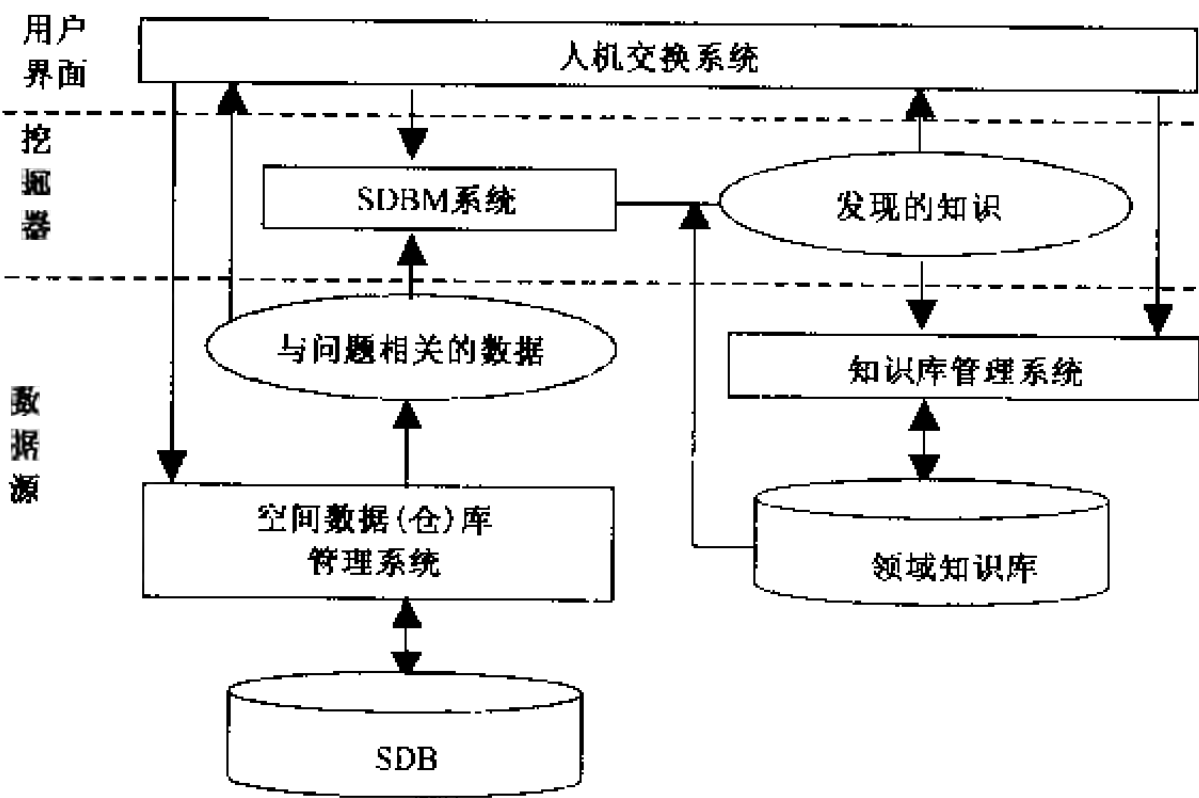 用户
界面
人机交换系统
挖
掘
器
SDBM系统
发现的知识
与问题相关的数据
知识库管理系统
数
据
源
空间数据(仓)库
管理系统
领域知识库
SDB